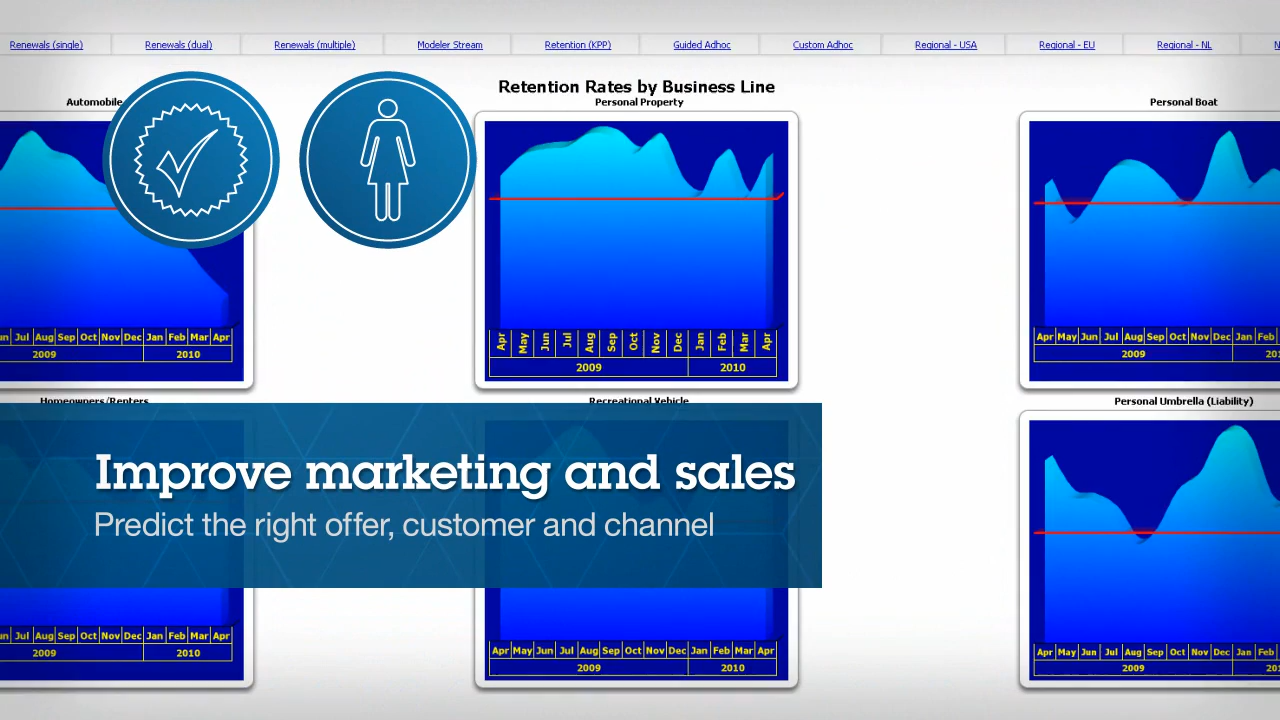 Renewals (single) Renewals (dual) Renewals (multiple) Modeler Stream Retention (KPP) Guided Adhoc Custom Adhoc Regional - USA Regional - EU Regional - NL
Retention Rates by Business Line
Automobile Personal Property Personal Boat
Jul Aug Sep Oct Nov Dec Jan Feb Mar Apr
2009 2010
Apr May Jun Jul Aug Sep Oct Nov Dec Jan Feb Mar Apr
2009 2010
Apr May Jun Jul Aug Sep Oct Nov Dec Jan Feb
2009
Homeowners/Renters Recreational Vehicle Personal Umbrella (Liability)
Improve marketing and sales
Predict the right offer, customer and channel
Jul Aug Sep Oct Nov Dec Jan Feb Mar Apr
2009 2010
Apr May Jun Jul Aug Sep Oct Nov Dec Jan Feb Mar Apr
2009 2010
Apr May Jun Jul Aug Sep Oct Nov Dec Jan Feb
2009